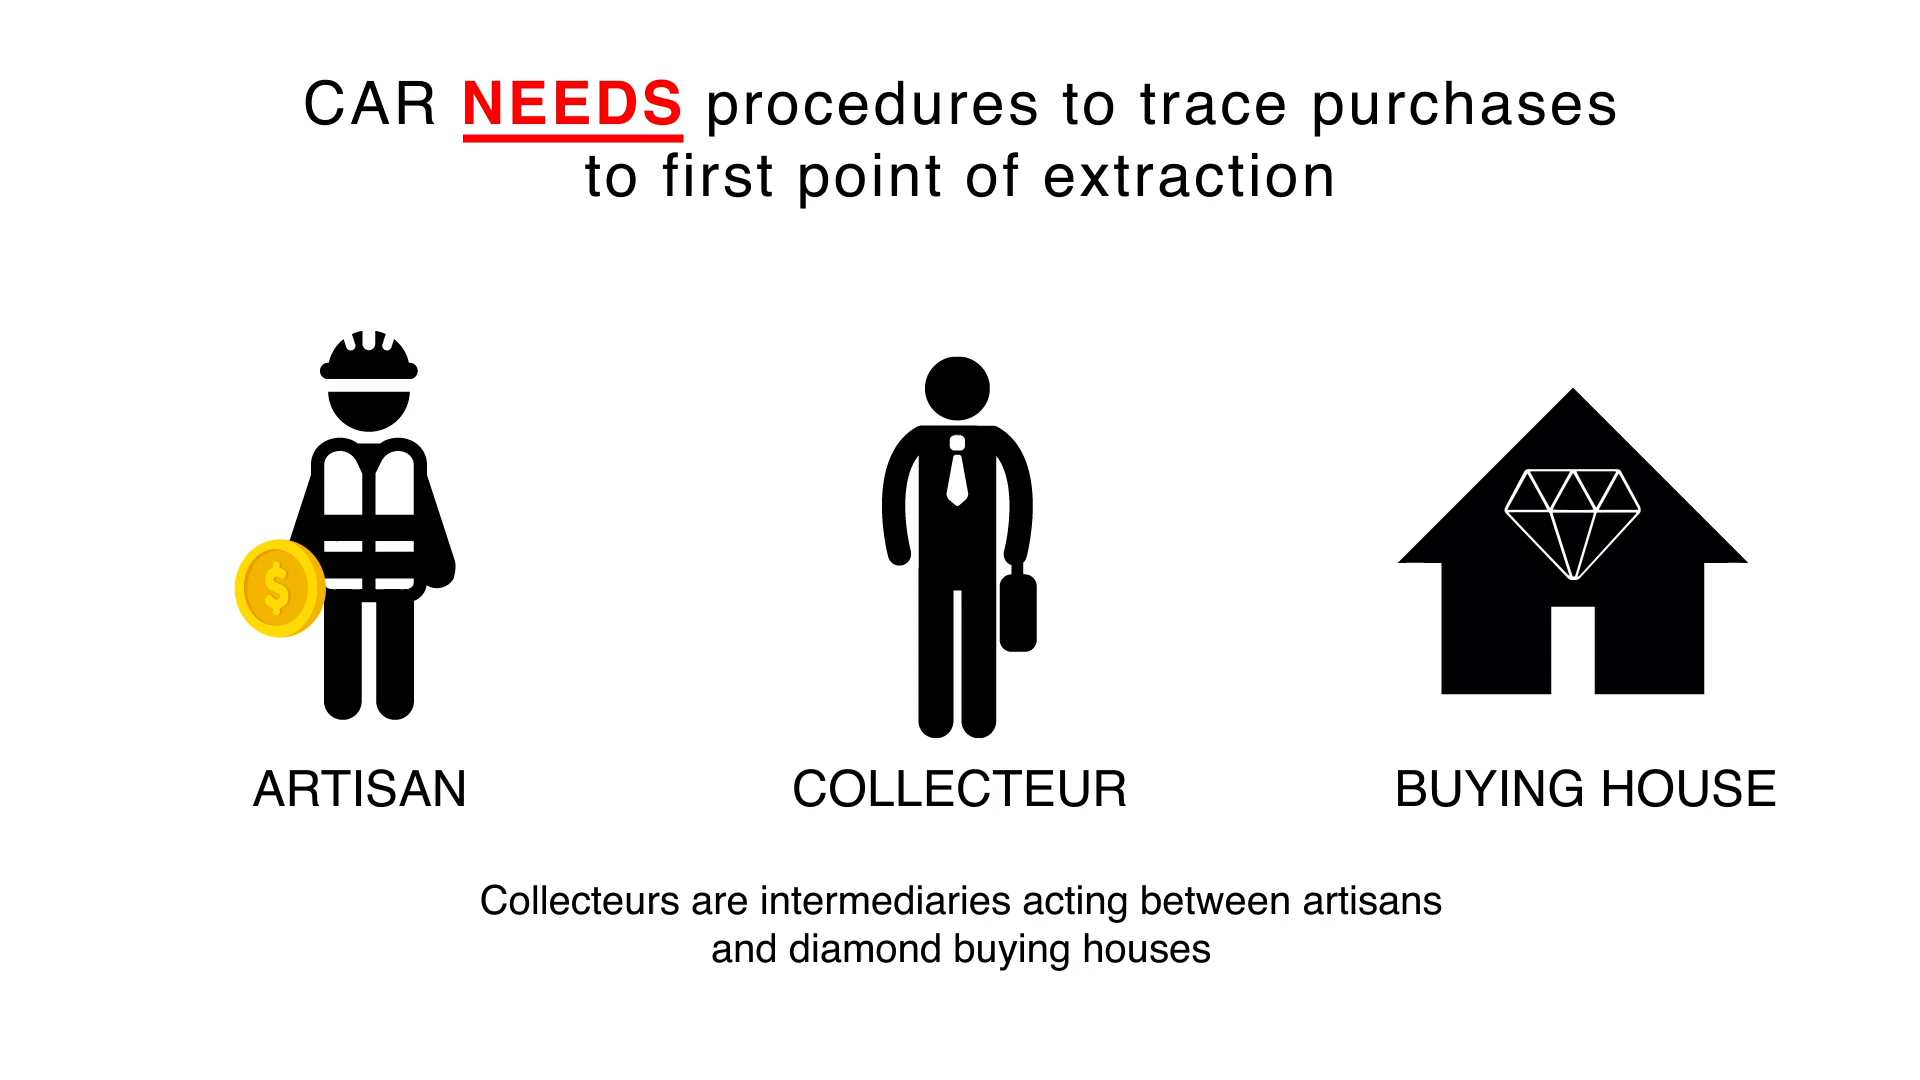 CAR NEEDS procedures to trace purchases
to first point of extraction
$
ARTISAN
COLLECTEUR
BUYING HOUSE
Collecteurs are intermediaries acting between artisans
and diamond buying houses